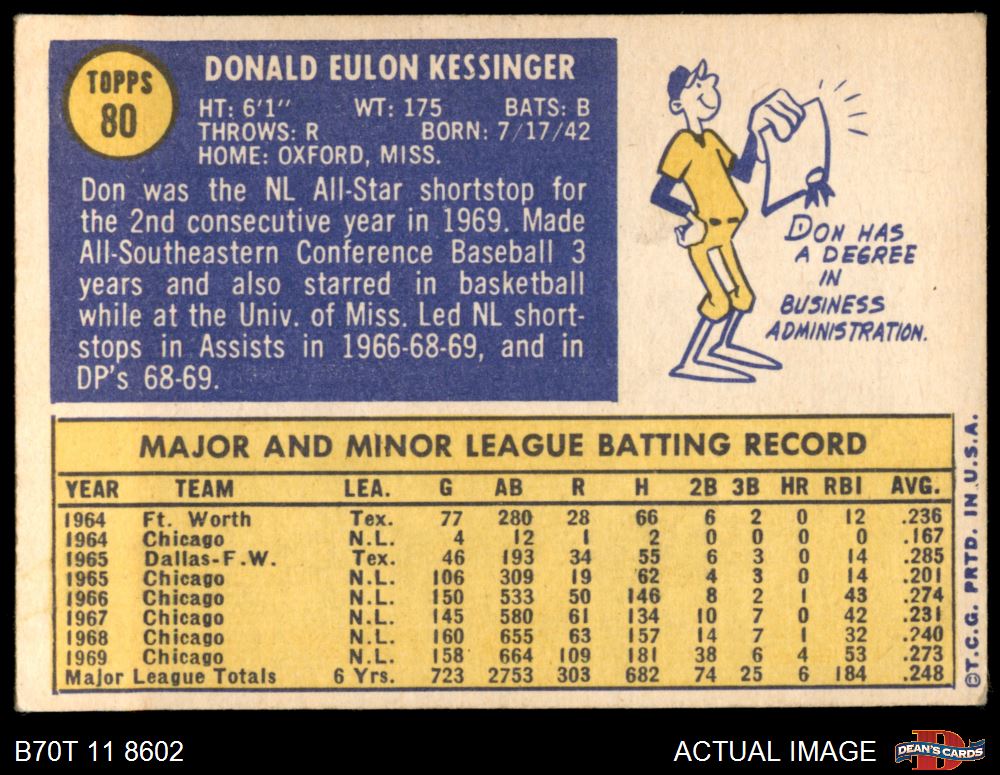 TOPPS
80
DONALD EULON KESSINGER
HT: 6'1" WT: 175 BATS: B
THROWS: R BORN: 7/17/42
HOME: OXFORD, MISS.
Don was the NL All-Star shortstop for
the 2nd consecutive year in 1969. Made
All-Southeastern Conference Baseball 3
years and also starred in basketball
while at the Univ. of Miss. Led NL short-
stops in Assists in 1966-68-69, and in
DP's 68-69.
DON HAS
A DEGREE
IN
BUSINESS
ADMINISTRATION.
MAJOR AND MINOR LEAGUE BATTING RECORD
YEAR TEAM LEA. G AB R H 2B 3B HR RBI AVG.
1964 Ft. Worth Tex. 77 280 28 66 6 2 0 12 .236
1964 Chicago N.L. 4 12 1 2 0 0 0 0 .167
1965 Dallas-F.W. Tex. 46 193 34 55 6 3 0 14 .285
1965 Chicago N.L. 106 309 19 62 4 3 0 14 .201
1966 Chicago N.L. 150 533 50 146 8 2 1 43 .274
1967 Chicago N.L. 145 580 61 134 10 7 0 42 .231
1968 Chicago N.L. 160 655 63 157 14 7 1 32 .240
1969 Chicago N.L. 158 664 109 181 38 6 4 53 .273
Major League Totals 6 Yrs. 723 2753 303 682 74 25 6 184 .248
©T.C.G. PRTD. IN U.S.A.
B70T 11 8602
ACTUAL IMAGE
B
DEAN'S CARDS